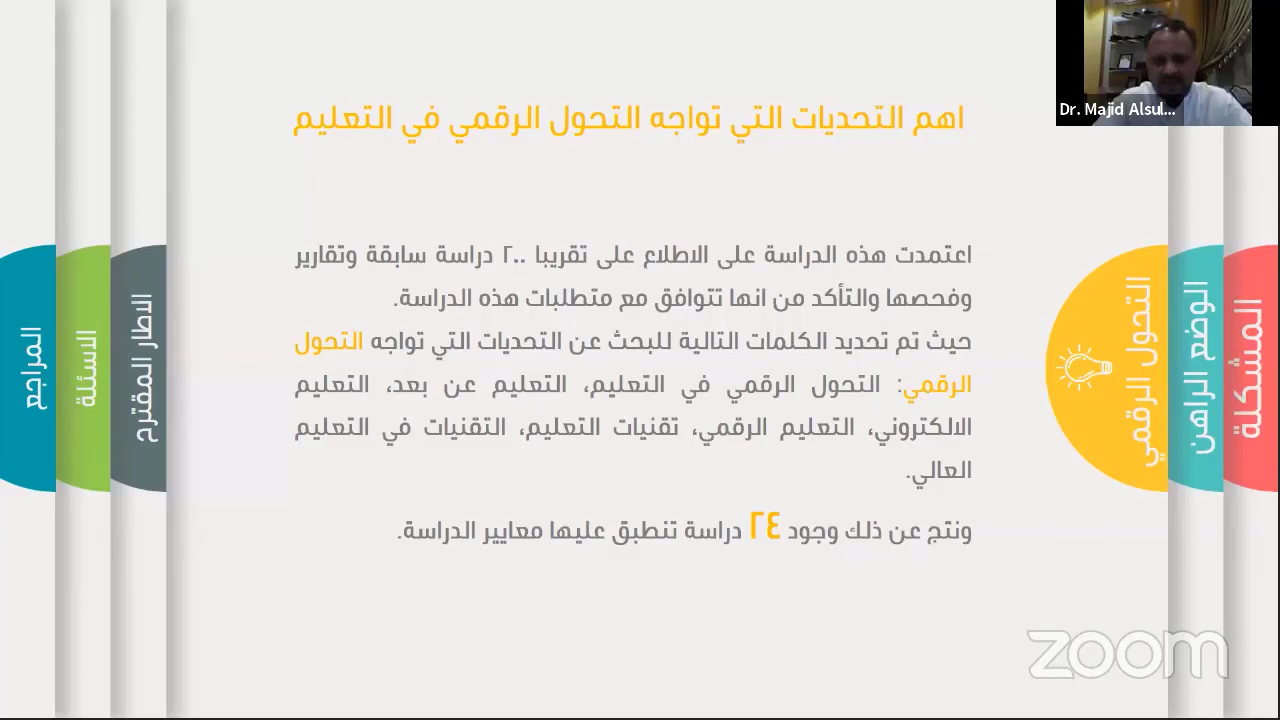 اهم التحديات التي تواجه التحول الرقمي في التعليم
Dr. Majid Alsul...
اعتمدت هذه الدراسة على الاطلاع على تقريبا ٢٠٠ دراسة سابقة وتقارير
وفحصها والتأكد من انها تتوافق مع متطلبات هذه الدراسة.
حيث تم تحديد الكلمات التالية للبحث عن التحديات التي تواجه التحول
الرقمي: التحول الرقمي في التعليم، التعليم عن بعد، التعليم
الالكتروني، التعليم الرقمي، تقنيات التعليم، التقنيات في التعليم
العالي.
ونتج عن ذلك وجود ٢٤ دراسة تنطبق عليها معايير الدراسة.
المشكلة
الوضع الراهن
التحول الرقمي
الاطار المقترح
الاسئلة
المراجع
zoom